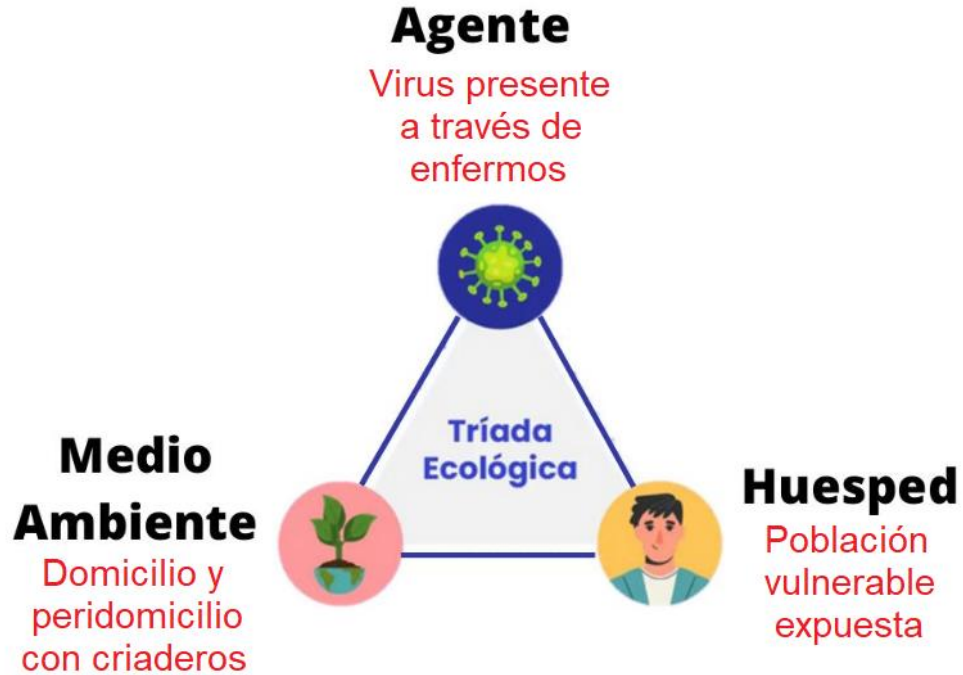 Agente
Virus presente
a través de
enfermos
Tríada
Ecológica
Medio
Ambiente
Domicilio y
peridomicilio
con criaderos
Huesped
Población
vulnerable
expuesta